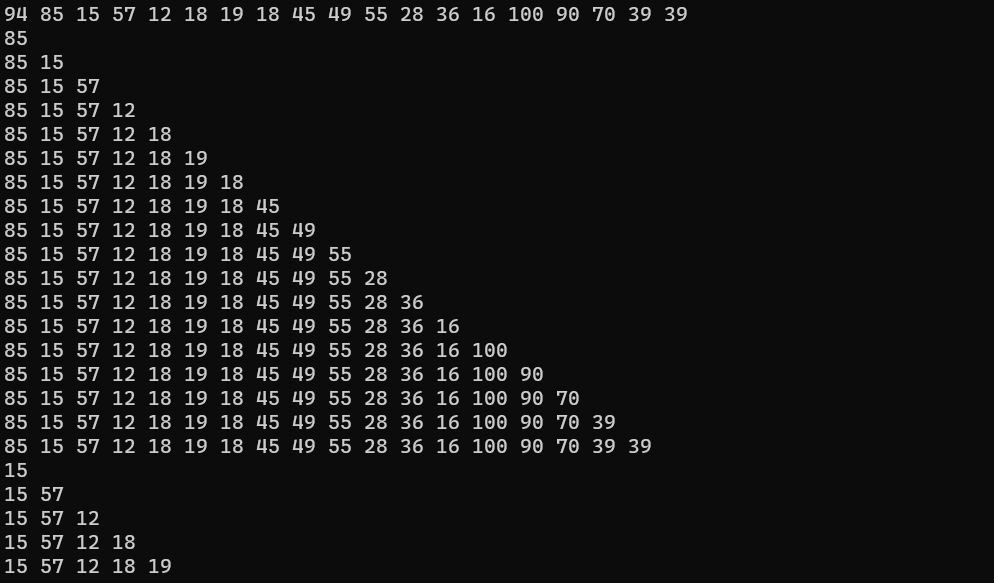 94 85 15 57 12 18 19 18 45 49 55 28 36 16 100 90 70 39 39
85
85 15
85 15 57
85 15 57 12
85 15 57 12 18
85 15 57 12 18 19
85 15 57 12 18 19 18
85 15 57 12 18 19 18 45
85 15 57 12 18 19 18 45 49
85 15 57 12 18 19 18 45 49 55
85 15 57 12 18 19 18 45 49 55 28
85 15 57 12 18 19 18 45 49 55 28 36
85 15 57 12 18 19 18 45 49 55 28 36 16
85 15 57 12 18 19 18 45 49 55 28 36 16 100
85 15 57 12 18 19 18 45 49 55 28 36 16 100 90
85 15 57 12 18 19 18 45 49 55 28 36 16 100 90 70
85 15 57 12 18 19 18 45 49 55 28 36 16 100 90 70 39
85 15 57 12 18 19 18 45 49 55 28 36 16 100 90 70 39 39
15
15 57
15 57 12
15 57 12 18
15 57 12 18 19